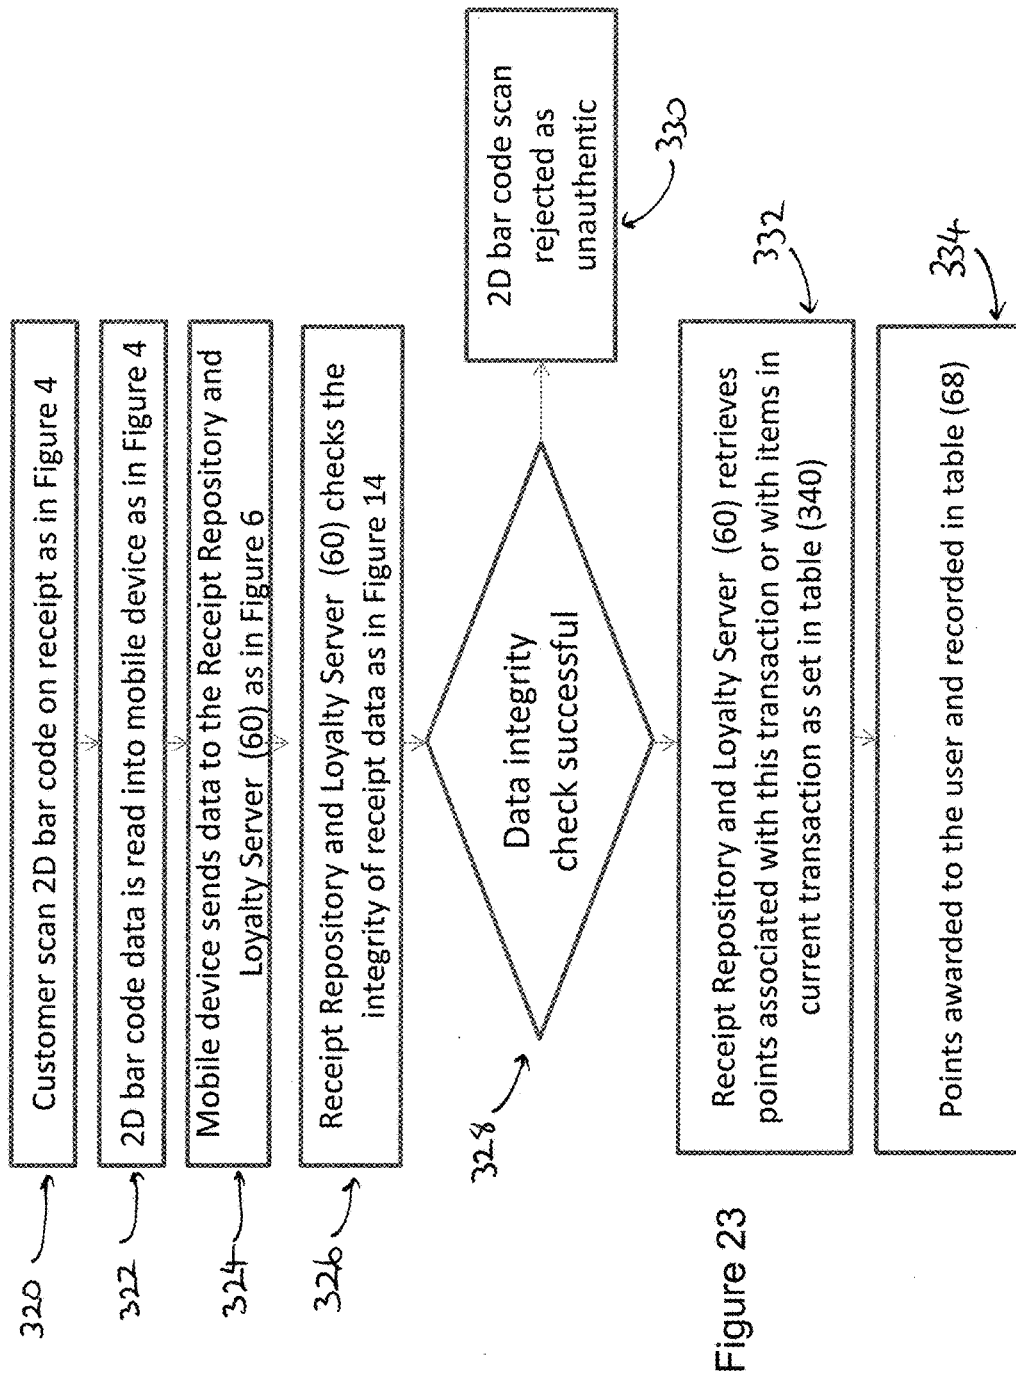 320
Customer scan 2D bar code on receipt as in Figure 4
322
2D bar code data is read into mobile device as in Figure 4
324
Mobile device sends data to the Receipt Repository and
Loyalty Server (60) as in Figure 6
326
Receipt Repository and Loyalty Server (60) checks the
integrity of receipt data as in Figure 14
328
Data integrity
check successful
2D bar code scan
rejected as
unauthentic
330
Receipt Repository and Loyalty Server (60) retrieves
points associated with this transaction or with items in
current transaction as set in table (340)
332
Points awarded to the user and recorded in table (68)
334
Figure 23